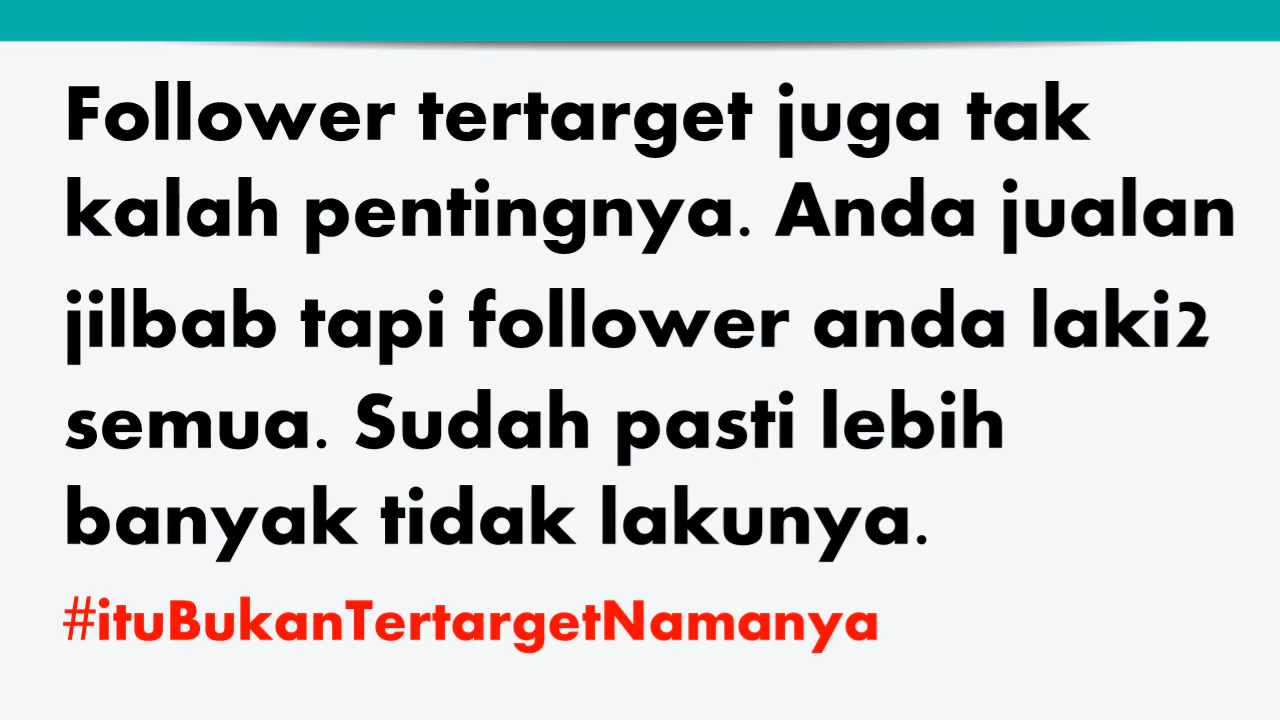 Follower tertarget juga tak
kalah pentingnya. Anda jualan
jilbab tapi follower anda laki2
semua. Sudah pasti lebih
banyak tidak lakunya.
#ituBukanTertargetNamanya